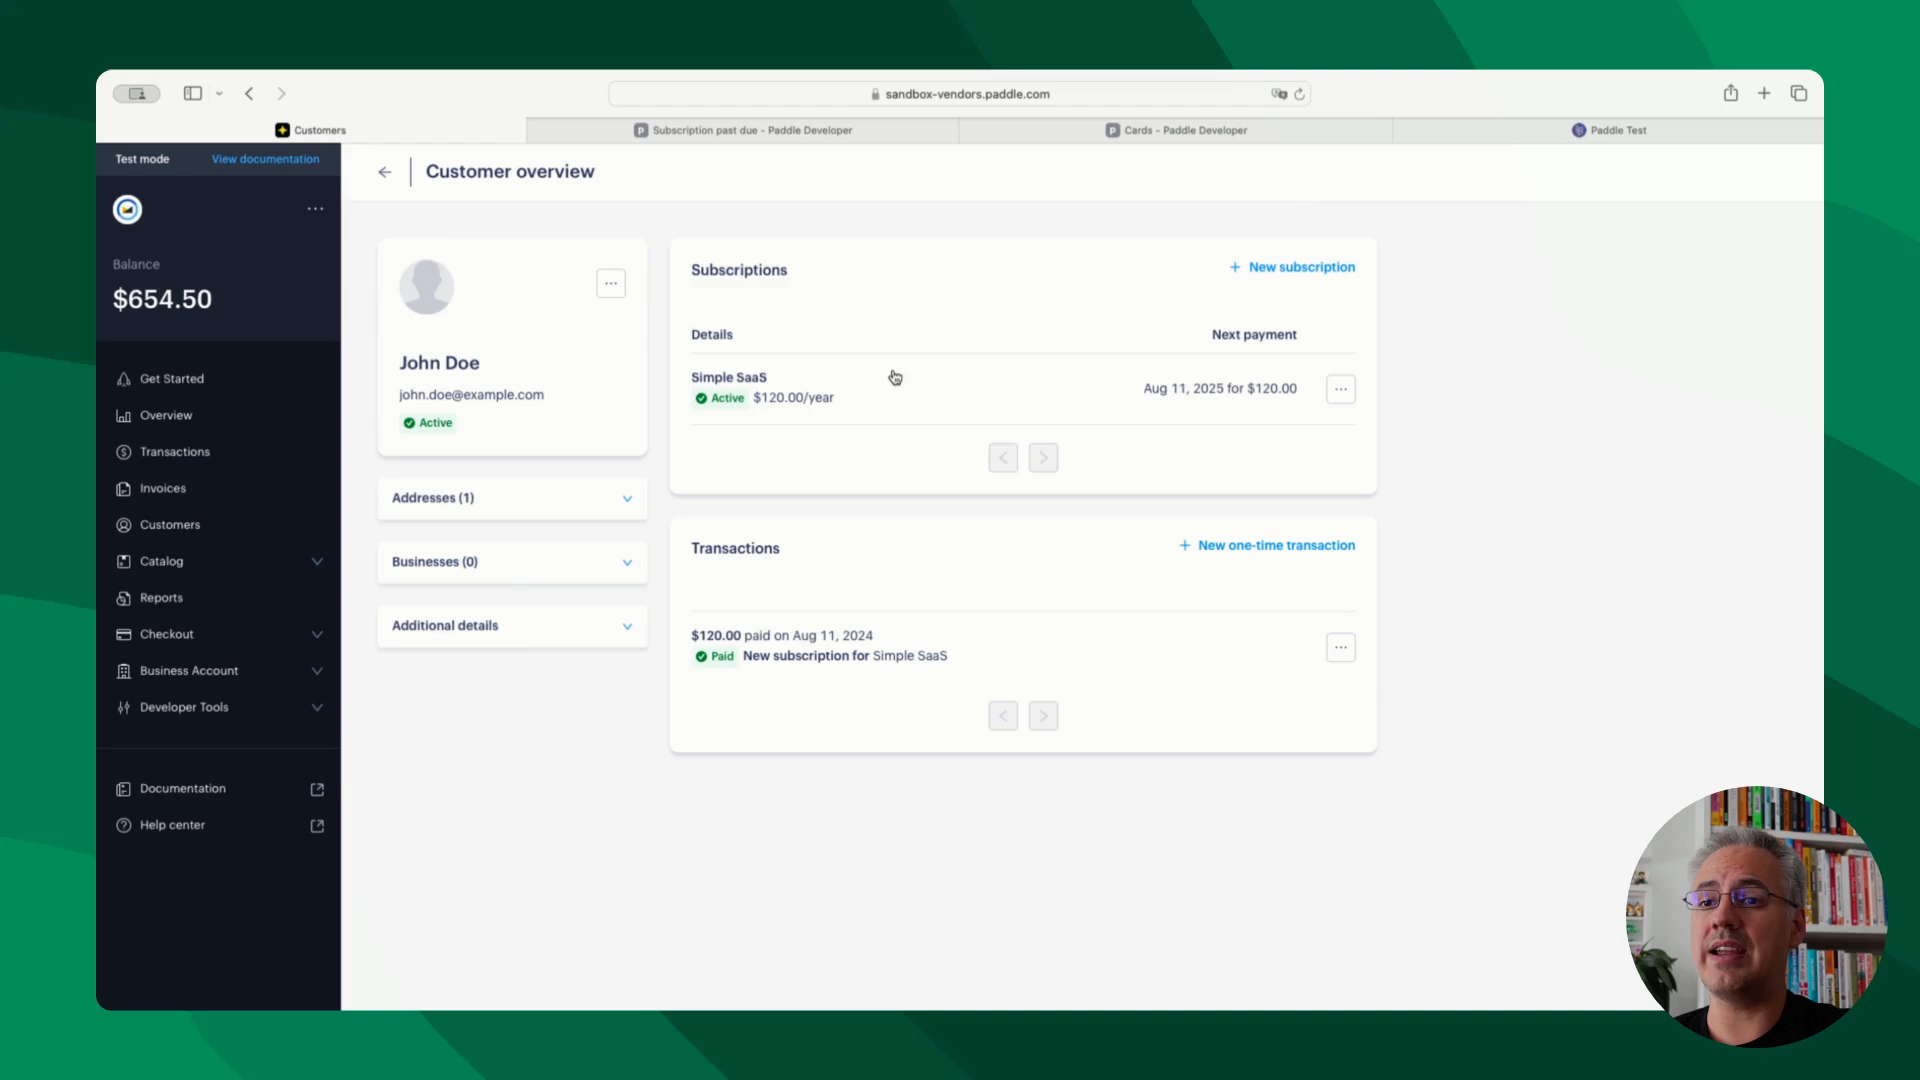 sandbox-vendors.paddle.com
Customers
Subscription past due - Paddle Developer
Cards - Paddle Developer
Paddle Test
Test mode
View documentation
Customer overview
Balance
$654.50
Get Started
Overview
Transactions
Invoices
Customers
Catalog
Reports
Checkout
Business Account
Developer Tools
Documentation
Help center
John Doe
john.doe@example.com
Active
Addresses (1)
Businesses (0)
Additional details
Subscriptions
+ New subscription
Details
Next payment
Simple SaaS
Active $120.00/year
Aug 11, 2025 for $120.00
Transactions
+ New one-time transaction
$120.00 paid on Aug 11, 2024
Paid New subscription for Simple SaaS